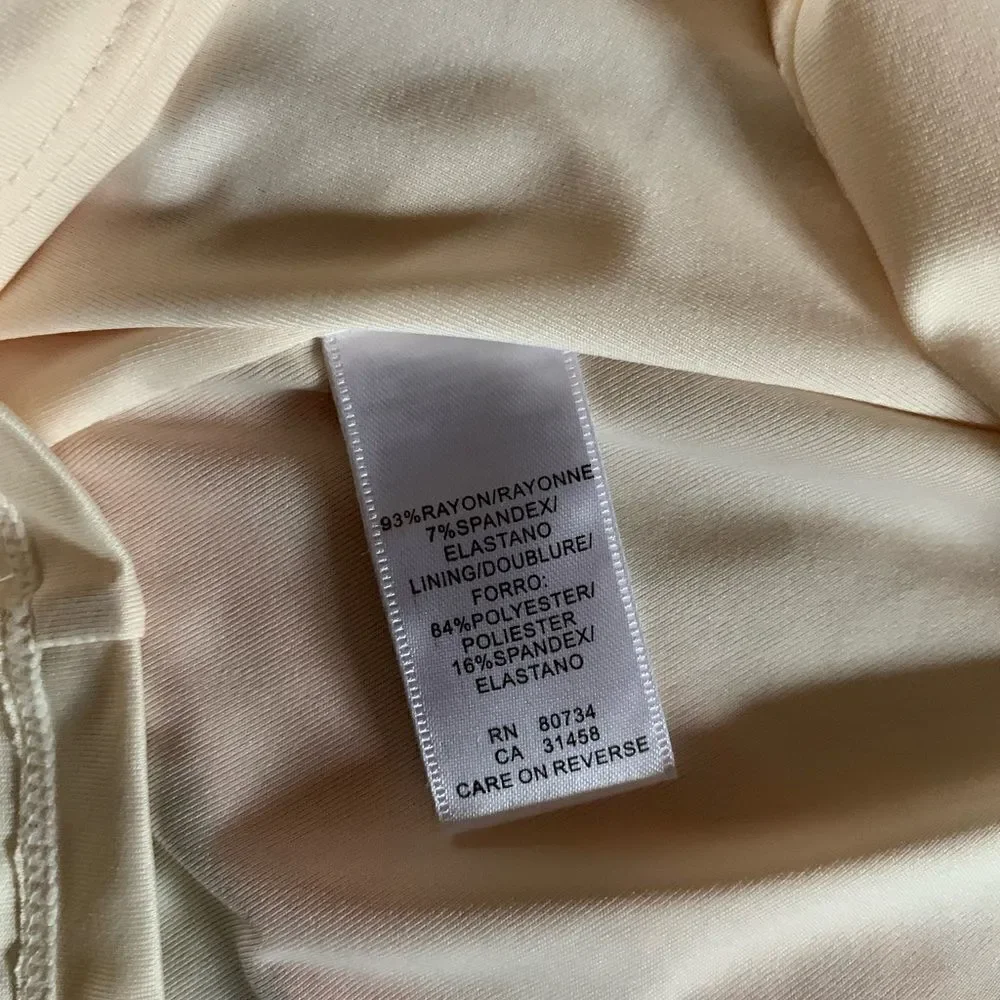 93%RAYON/RAYONNE
7%SPANDEX/
ELASTANO
LINING/DOUBLURE/
FORRO:
84%POLYESTER/
POLIESTER
16%SPANDEX/
ELASTANO
RN 80734
CA 31458
CARE ON REVERSE